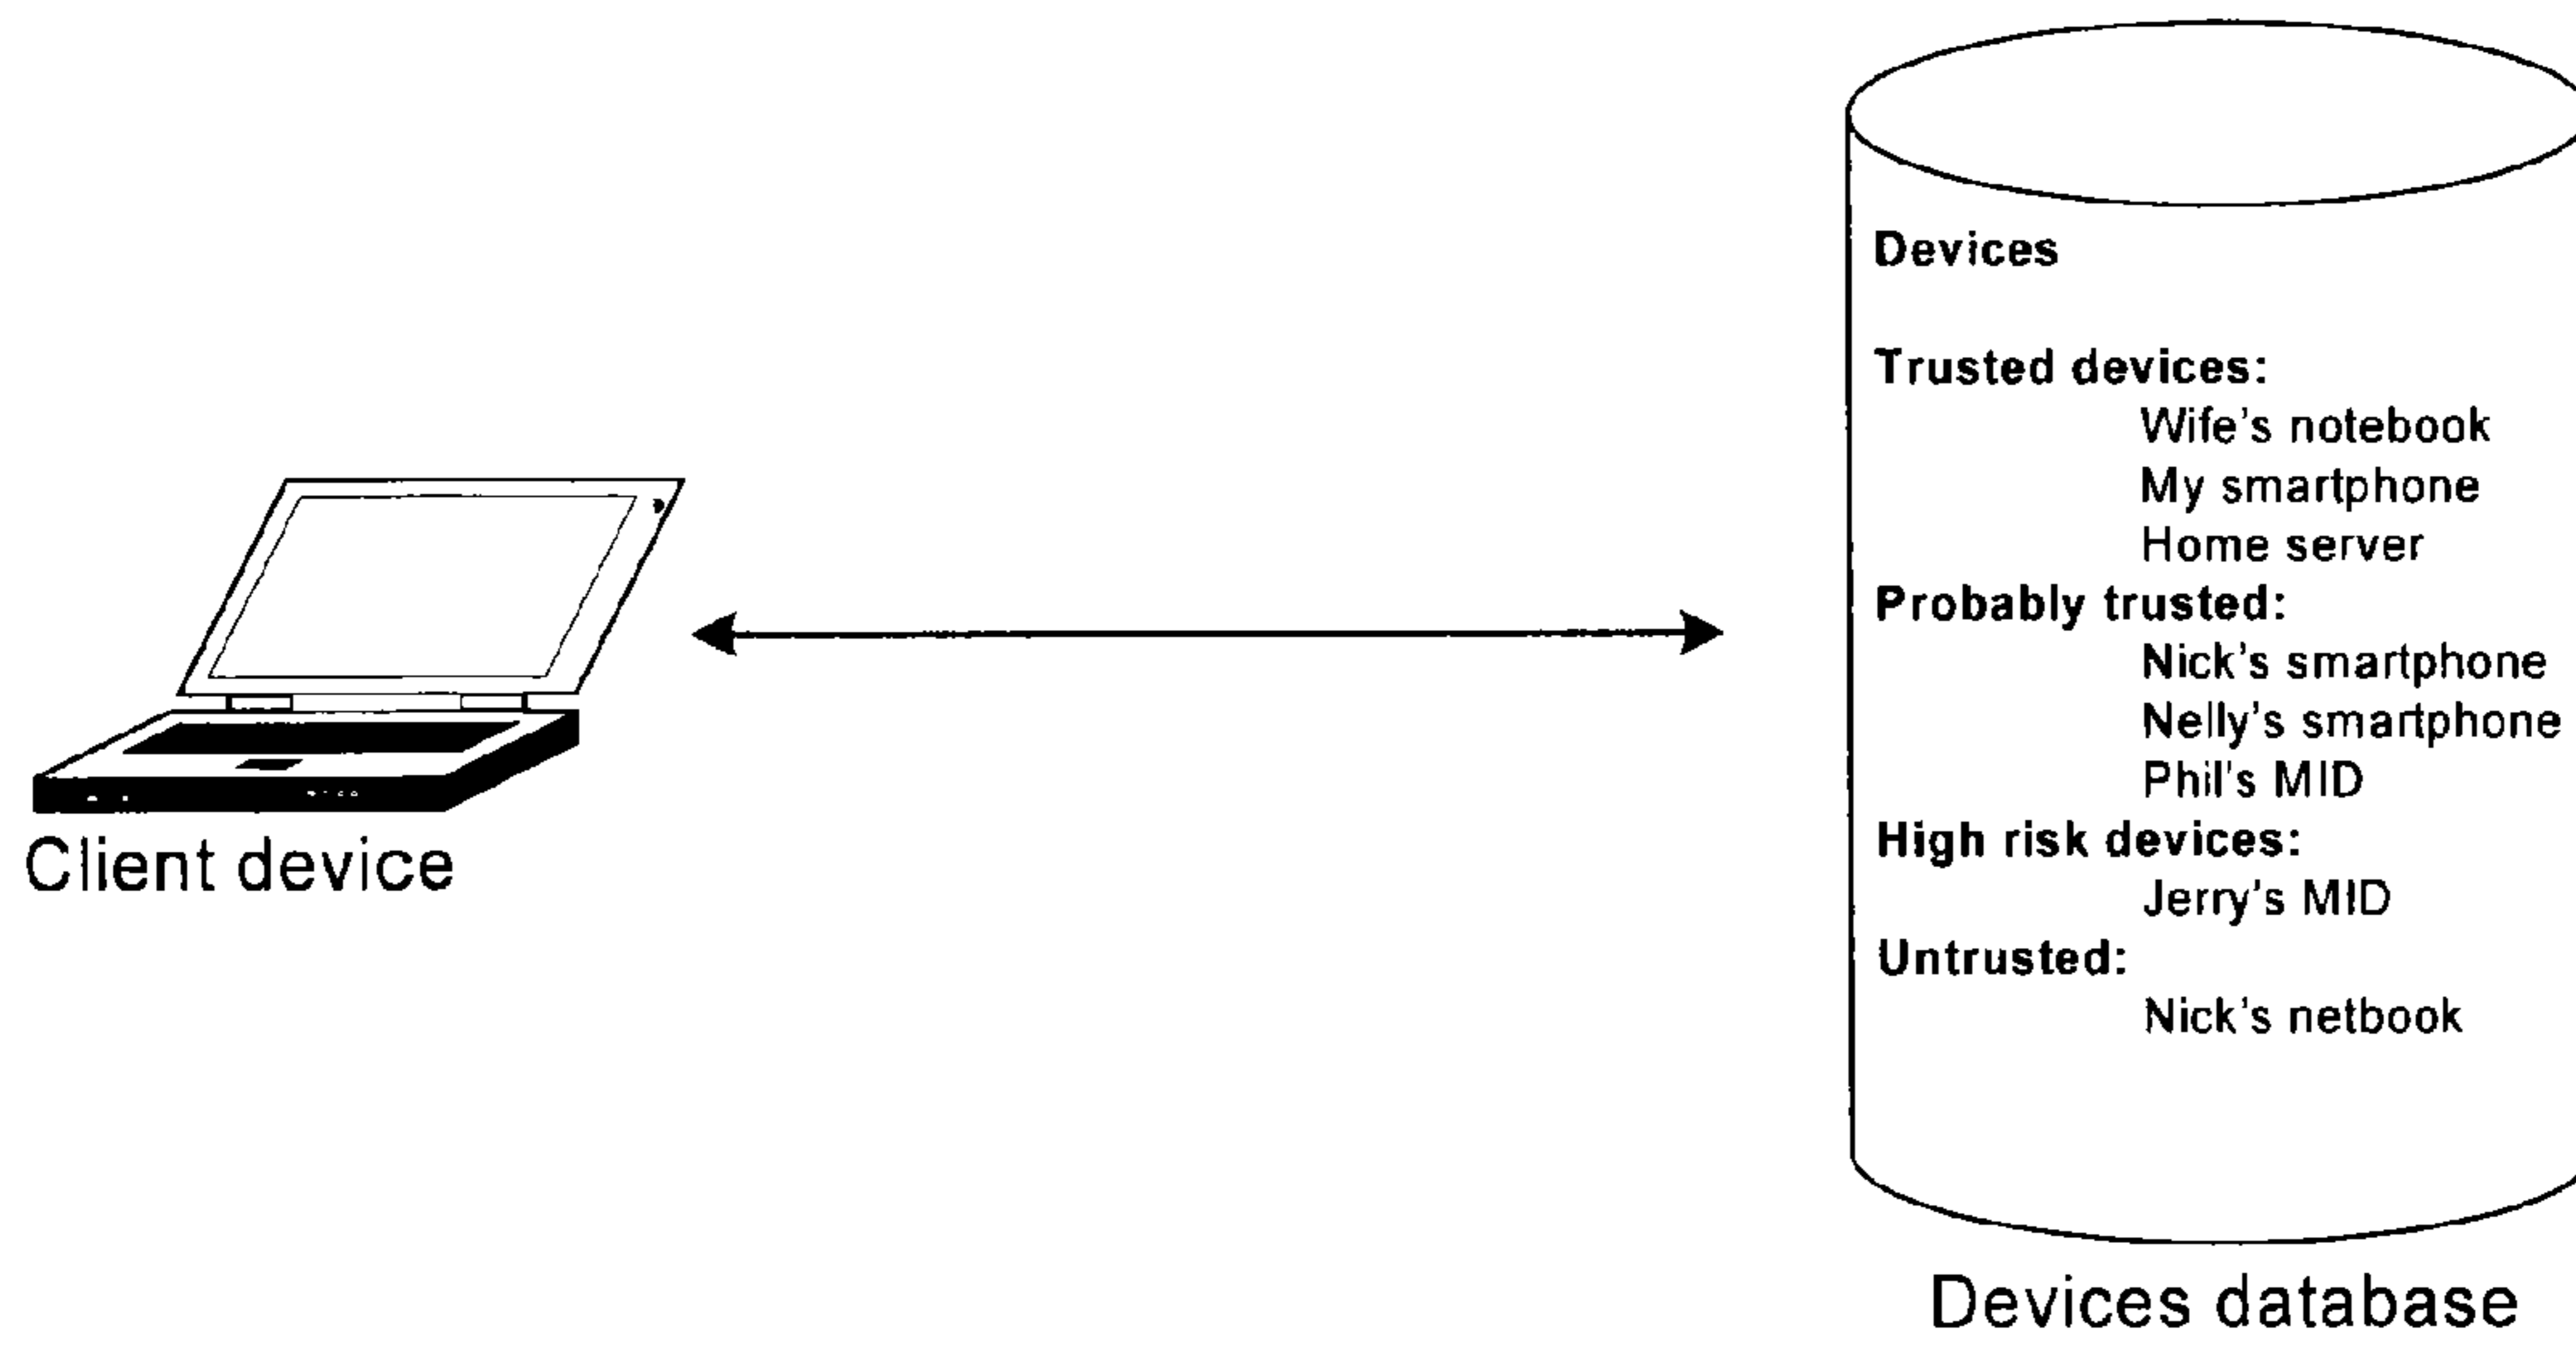 Devices
Trusted devices:
Wife's notebook
My smartphone
Home server
Probably trusted:
Nick's smartphone
Nelly's smartphone
Phil's MID
High risk devices:
Jerry's MID
Untrusted:
Nick's netbook
Client device
Devices database